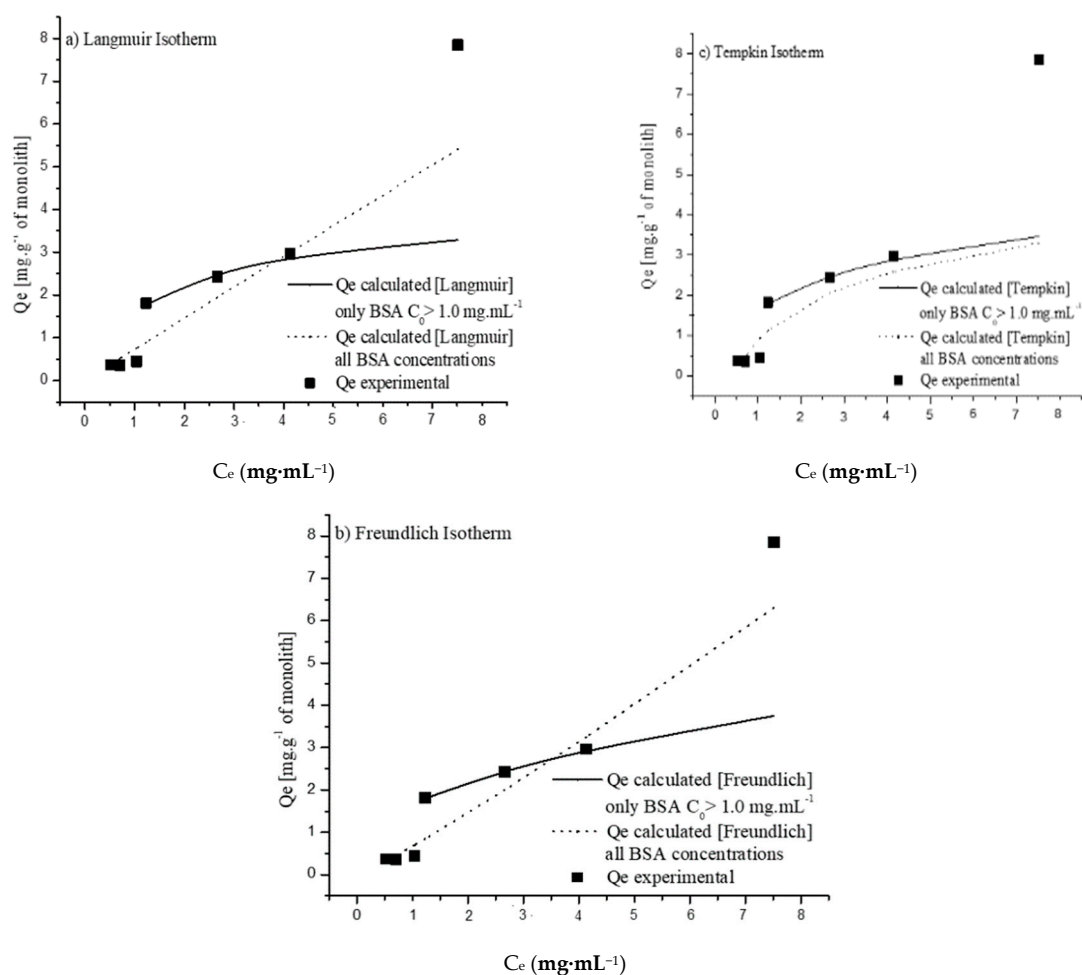 a) Langmuir Isotherm
Qe [mg.g⁻¹ of monolith]
8
7
6
5
4
3
2
1
0
Qe calculated [Langmuir]
only BSA C₀> 1.0 mg.mL⁻¹
Qe calculated [Langmuir]
all BSA concentrations
Qe experimental
0 1 2 3 4 5 6 7 8
Cₑ (mg·mL⁻¹)
c) Tempkin Isotherm
Qe [mg.g⁻¹ of monolith]
8
7
6
5
4
3
2
1
0
Qe calculated [Tempkin]
only BSA C₀> 1.0 mg.mL⁻¹
Qe calculated [Tempkin]
all BSA concentrations
Qe experimental
0 1 2 3 4 5 6 7 8
Cₑ (mg·mL⁻¹)
b) Freundlich Isotherm
Qe [mg.g⁻¹ of monolith]
8
7
6
5
4
3
2
1
0
Qe calculated [Freundlich]
only BSA C₀> 1.0 mg.mL⁻¹
Qe calculated [Freundlich]
all BSA concentrations
Qe experimental
0 1 2 3 4 5 6 7 8
Cₑ (mg·mL⁻¹)